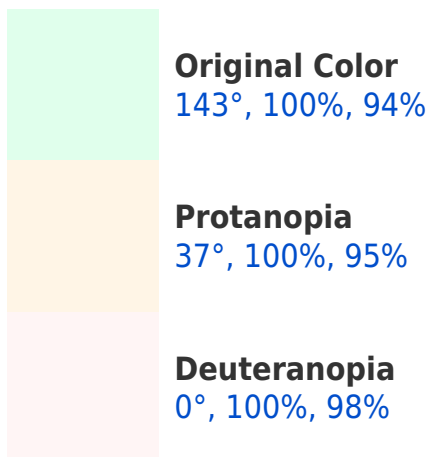 Original Color
143°, 100%, 94%
Protanopia
37°, 100%, 95%
Deuteranopia
0°, 100%, 98%